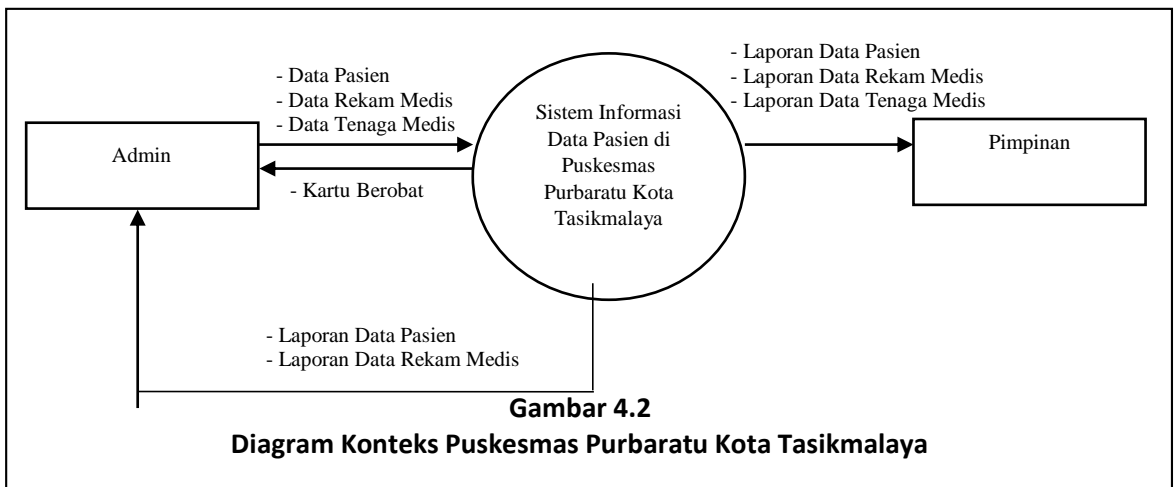 - Data Pasien
- Data Rekam Medis
- Data Tenaga Medis
Admin
- Kartu Berobat
Sistem Informasi
Data Pasien di
Puskesmas
Purbaratu Kota
Tasikmalaya
- Laporan Data Pasien
- Laporan Data Rekam Medis
- Laporan Data Tenaga Medis
Pimpinan
- Laporan Data Pasien
- Laporan Data Rekam Medis
Gambar 4.2
Diagram Konteks Puskesmas Purbaratu Kota Tasikmalaya